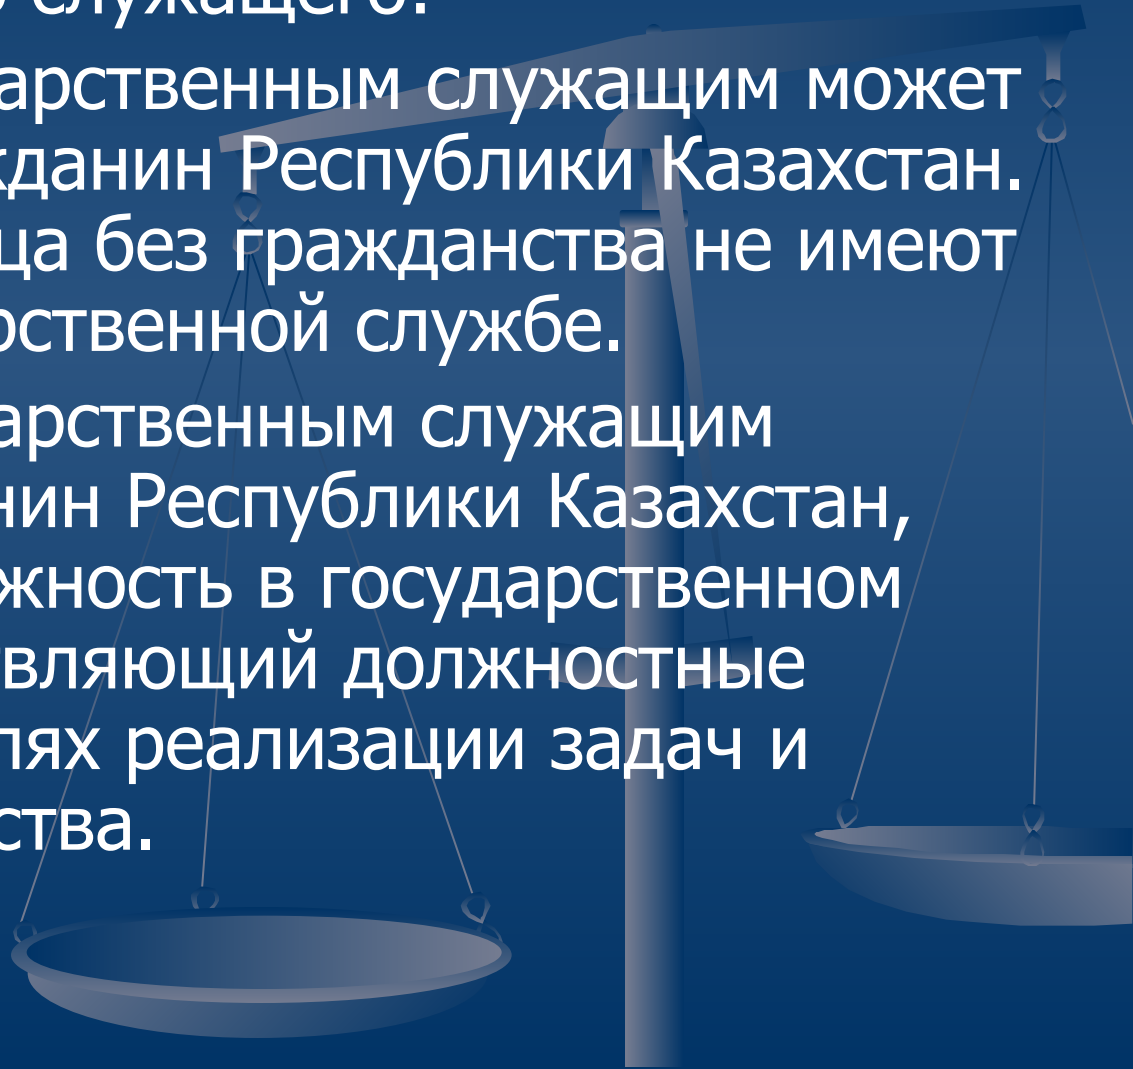 служащего.
арственным служащим может
жданин Республики Казахстан.
ца без гражданства не имеют
рственной службе.
арственным служащим
нин Республики Казахстан,
жность в государственном
вляющий должностные
лях реализации задач и
ства.